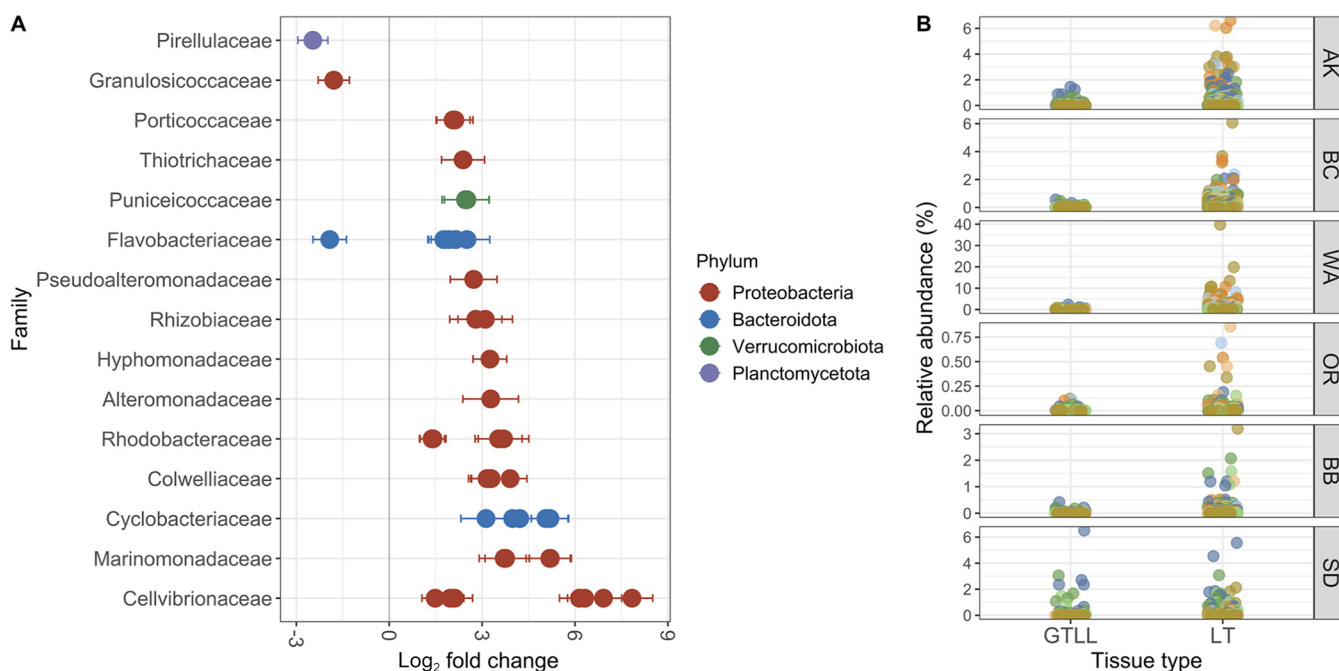 A
Family
Pirellulaceae
Granulosicoccaceae
Porticoccaceae
Thiotrichaceae
Puniceicoccaceae
Flavobacteriaceae
Pseudoalteromonadaceae
Rhizobiaceae
Hyphomonadaceae
Alteromonadaceae
Rhodobacteraceae
Colwelliaceae
Cyclobacteriaceae
Marinomonadaceae
Cellvibrionaceae
-3 0 3 6 9
Log2 fold change
Phylum
Proteobacteria
Bacteroidota
Verrucomicrobiota
Planctomycetota
B
Relative abundance (%)
6
4
2
0
AK
6
4
2
0
BC
40
30
20
10
0
WA
0.75
0.50
0.25
0.00
OR
3
2
1
0
BB
6
4
2
0
SD
GTLL LT
Tissue type